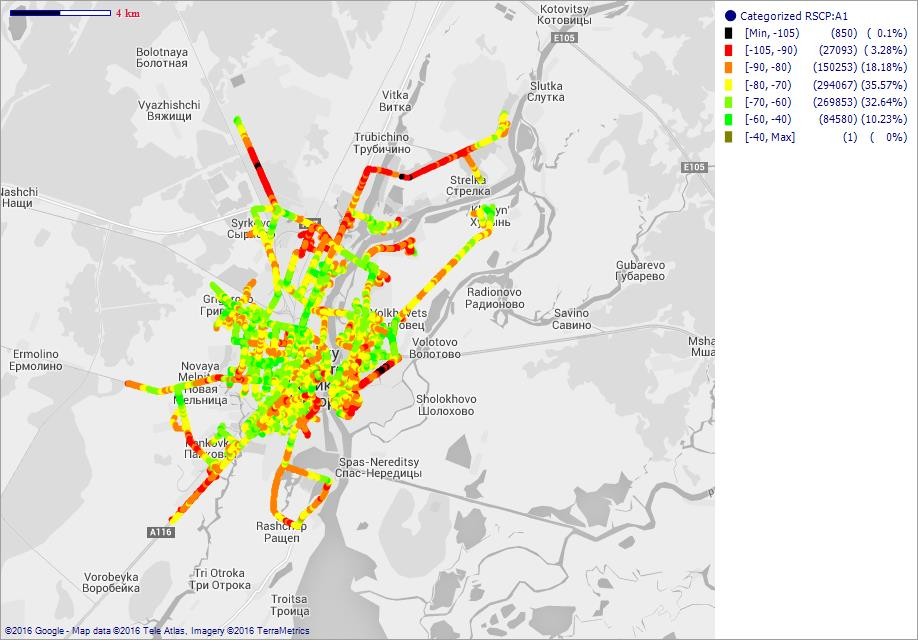 4 km
Kotovitsy
Котовицы
E105
Bolotnaya
Болотная
Slutka
Слутка
Vitka
Витка
Vyazhishchi
Вяжищи
Trubichino
Трубичино
E105
Strelka
Стрелка
Нащи
Gubarevo
Губарево
Radionovo
Радионово
Savino
Савино
Volotovo
Волотово
Ermolino
Ермолино
Novaya
Новая
Мельница
Sholokhovo
Шолохово
Spas-Nereditsy
Спас-Нередицы
A116
Ращеп
Vorobeyka
Воробейка
Tri Otroka
Три Отрока
Troitsa
Троица
©2016 Google - Map data ©2016 Tele Atlas, Imagery ©2016 TerraMetrics
Categorized RSCP:A1
[Min, -105) (850) ( 0.1%)
[-105, -90) (27093) ( 3.28%)
[-90, -80) (150253) (18.18%)
[-80, -70) (294067) (35.57%)
[-70, -60) (269853) (32.64%)
[-60, -40) (84580) (10.23%)
[-40, Max] (1) ( 0%)